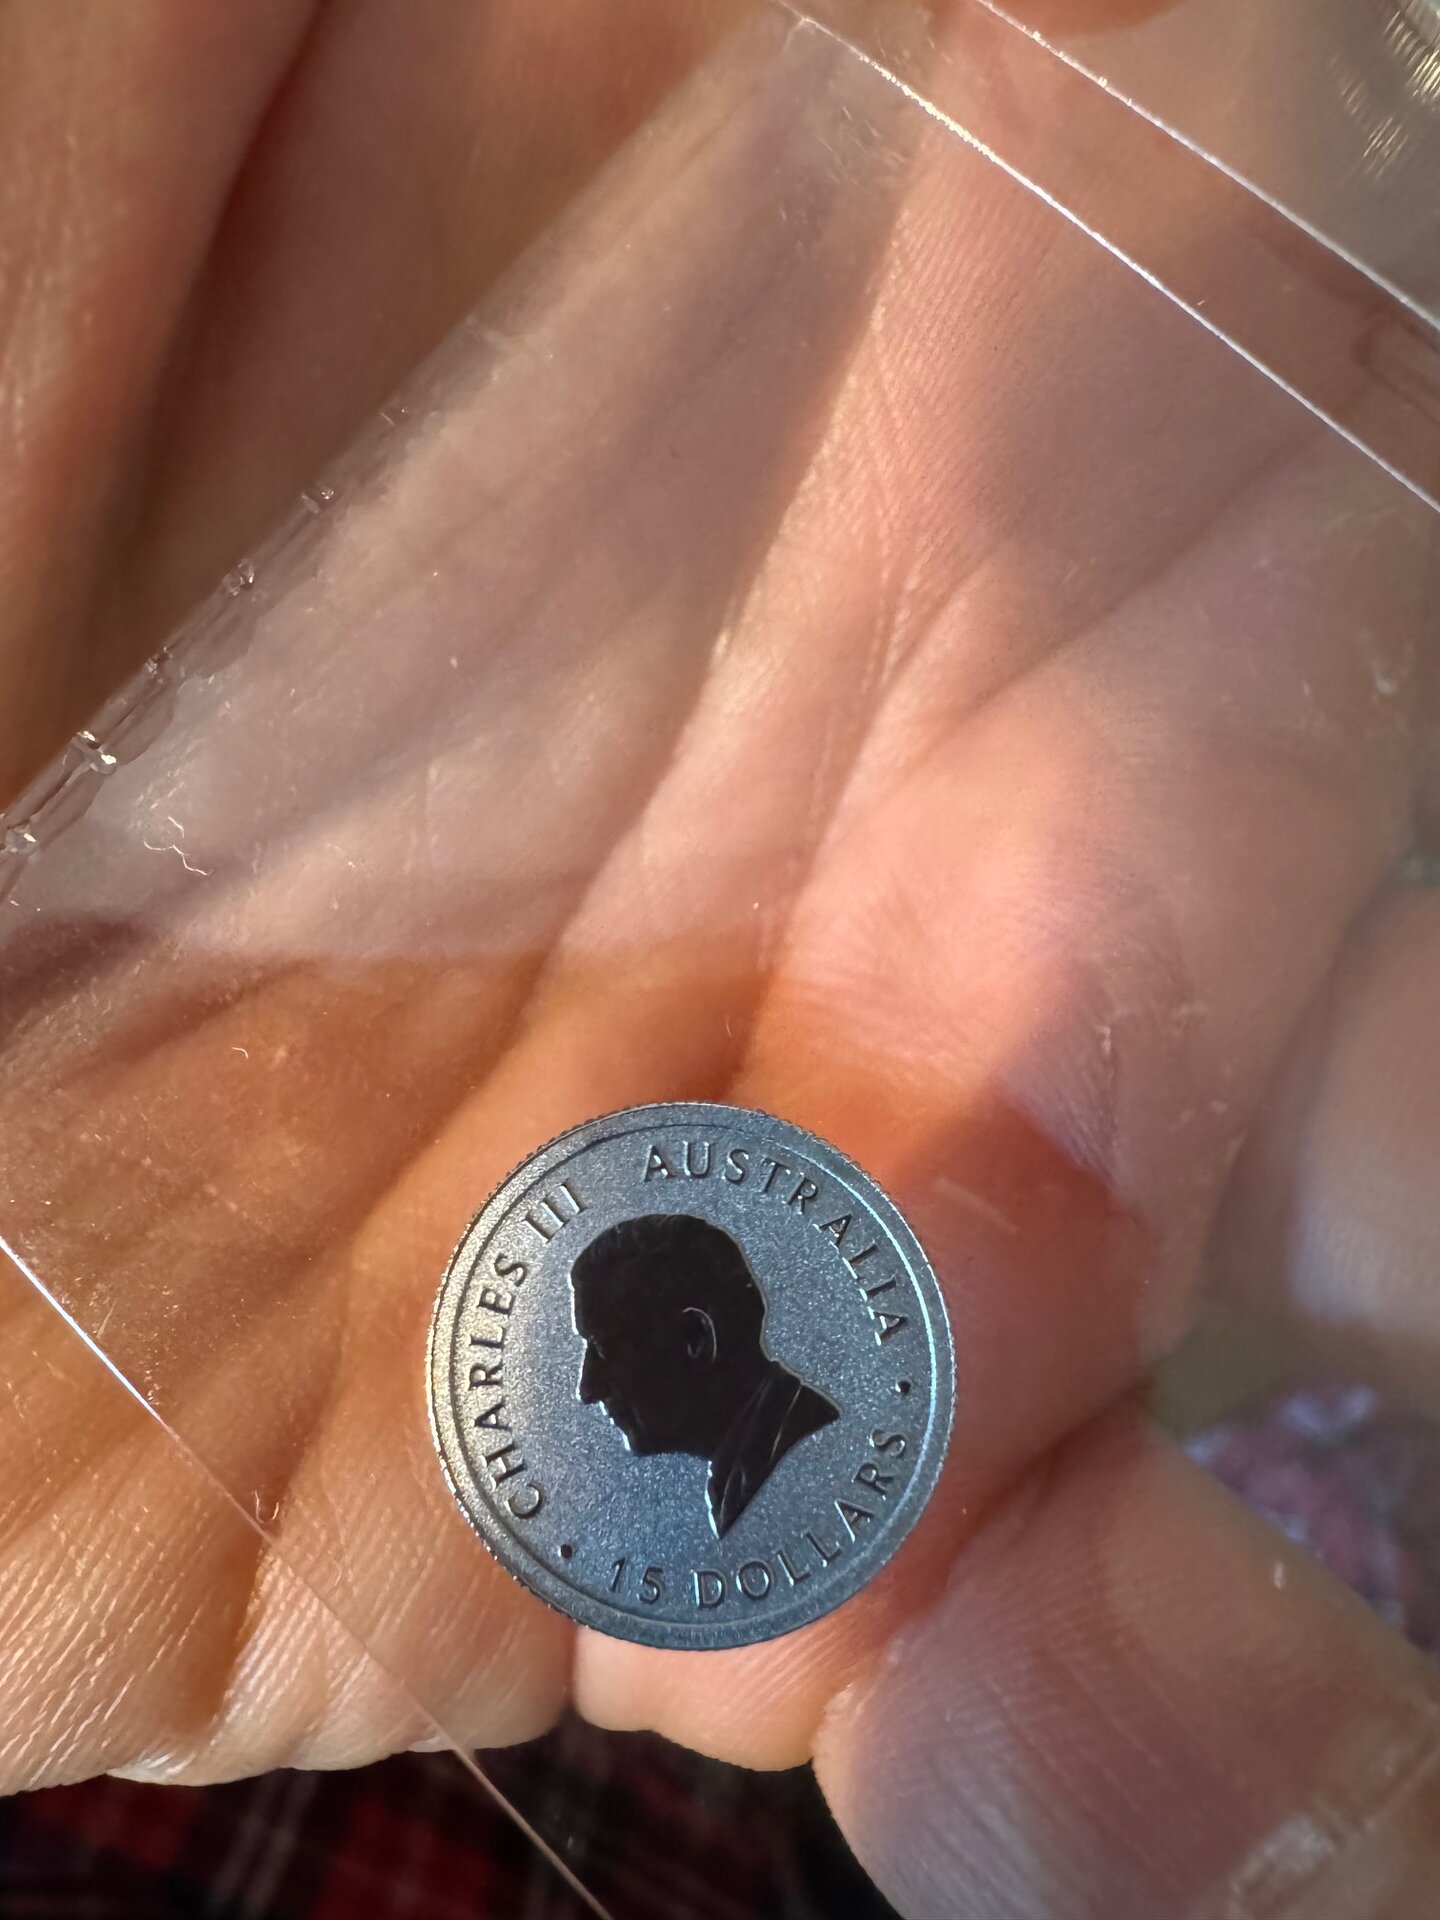 CHARLES III AUSTRALIA
• 15 DOLLARS •